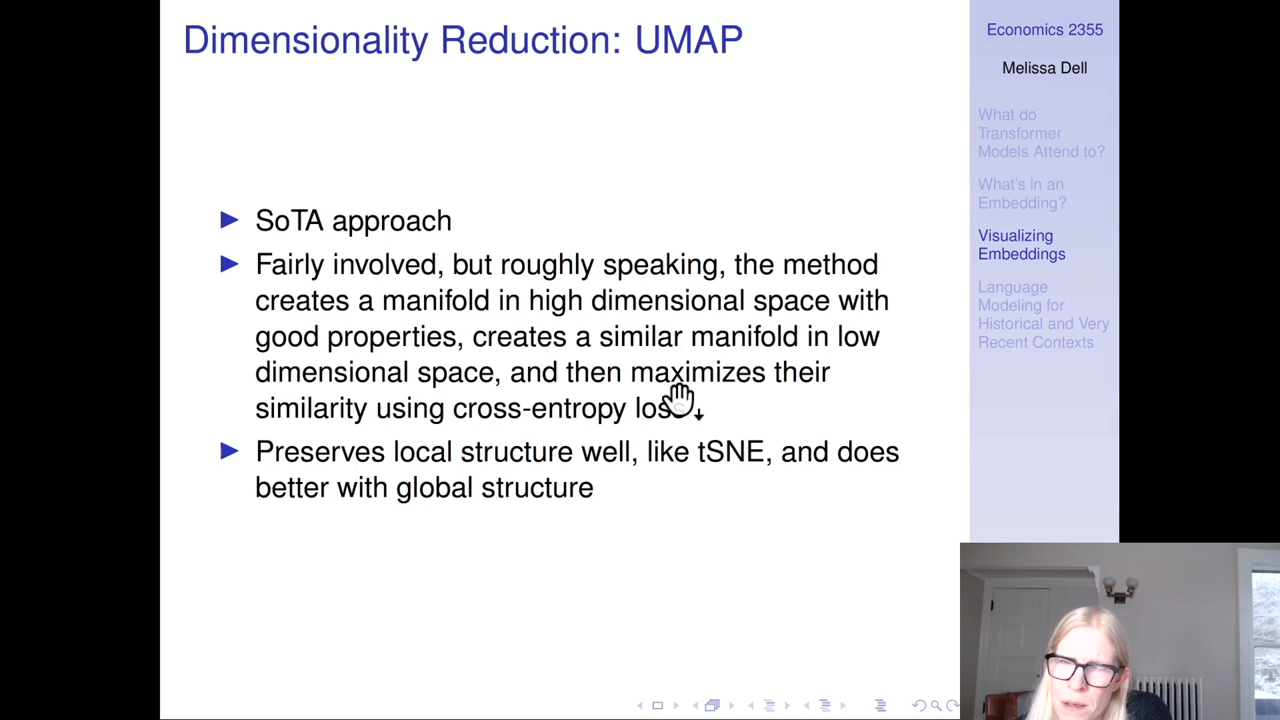 Dimensionality Reduction: UMAP
SoTA approach
Fairly involved, but roughly speaking, the method
creates a manifold in high dimensional space with
good properties, creates a similar manifold in low
dimensional space, and then maximizes their
similarity using cross-entropy loss
Preserves local structure well, like tSNE, and does
better with global structure
Economics 2355
Melissa Dell
What do
Transformer
Models Attend to?
What's in an
Embedding?
Visualizing
Embeddings
Language
Modeling for
Historical and Very
Recent Contexts